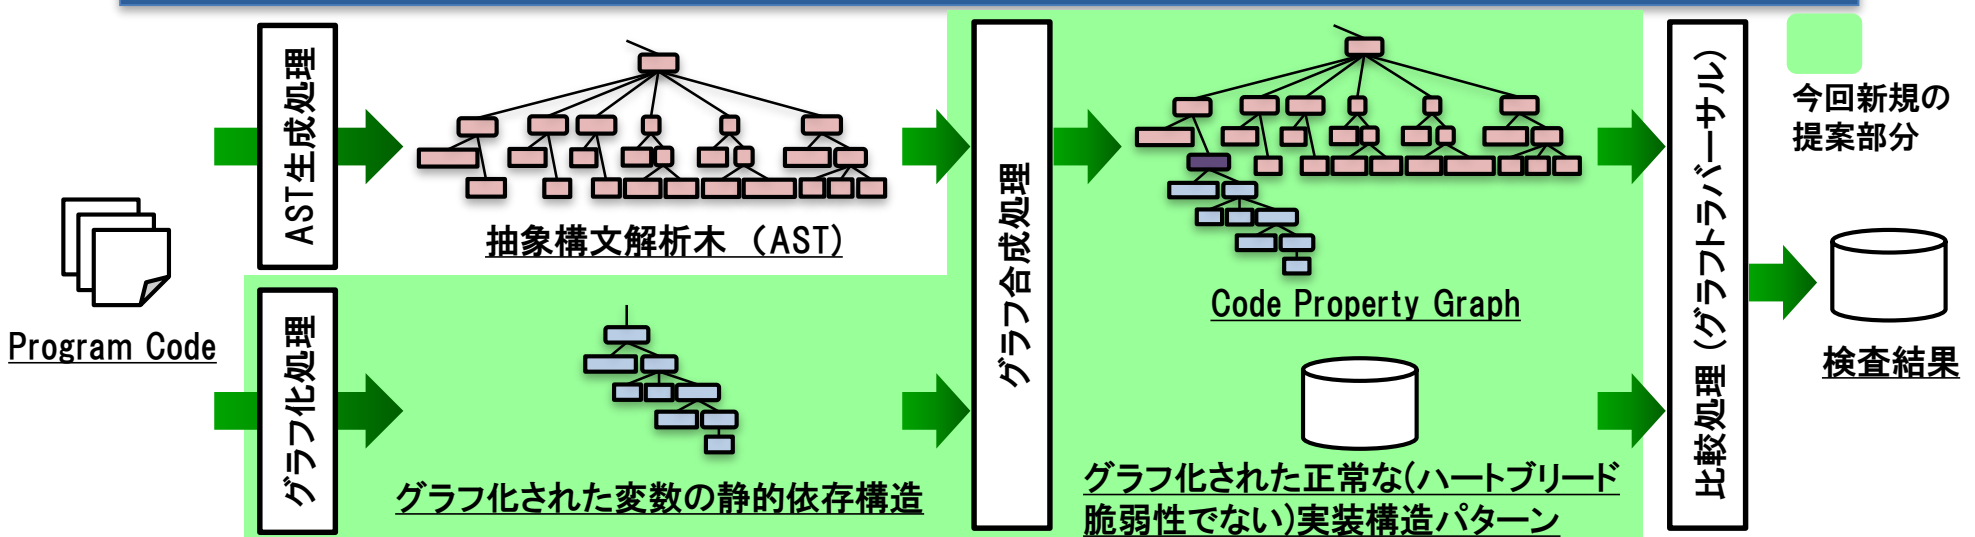 AST生成処理
抽象構文解析木 （AST）
Program Code
グラフ化処理
グラフ化された変数の静的依存構造
グラフ合成処理
Code Property Graph
グラフ化された正常な(ハートブリード
脆弱性でない)実装構造パターン
比較処理（グラフトラバーサル）
今回新規の
提案部分
検査結果